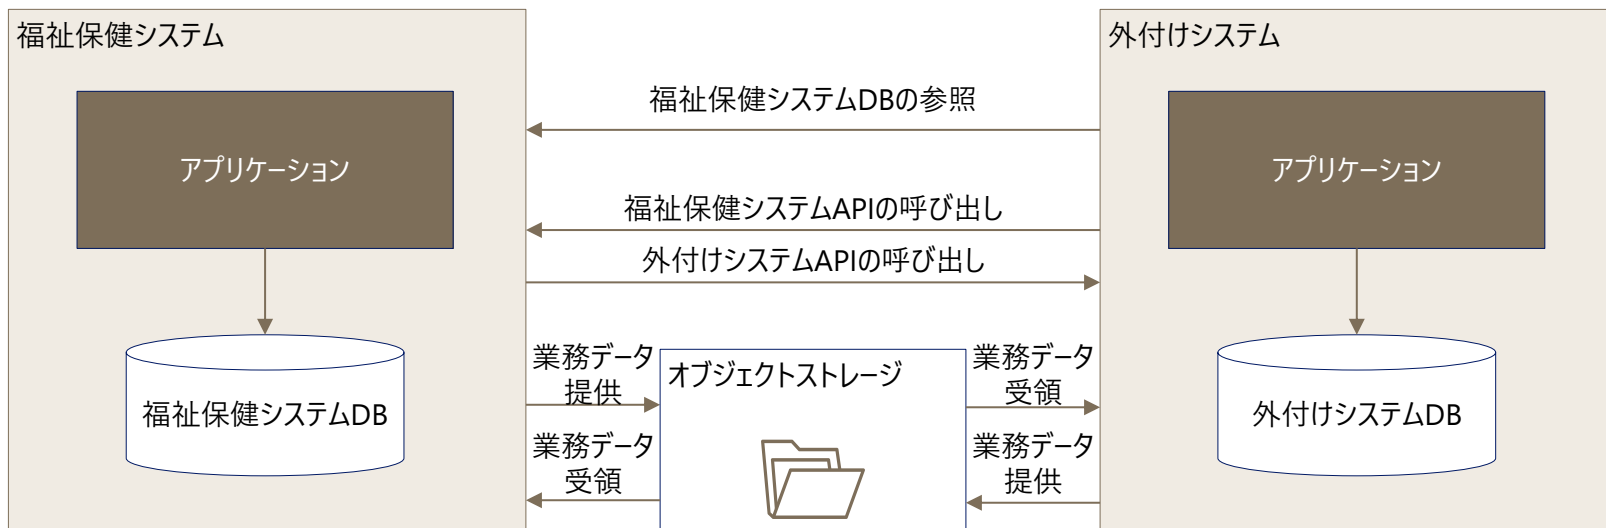 福祉保健システム
アプリケーション
福祉保健システムDB
福祉保健システムDBの参照
福祉保健システムAPIの呼び出し
外付けシステムAPIの呼び出し
業務データ
提供
業務データ
受領
オブジェクトストレージ
業務データ
受領
業務データ
提供
外付けシステム
アプリケーション
外付けシステムDB